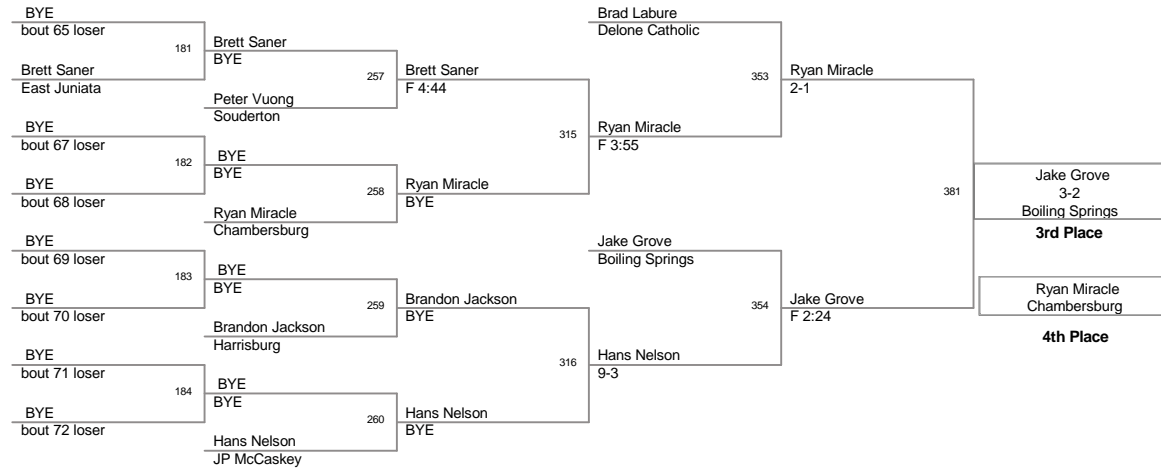 BYE
bout 65 loser
181
Brett Saner
East Juniata
BYE
bout 67 loser
182
BYE
bout 68 loser
BYE
bout 69 loser
183
BYE
bout 70 loser
BYE
bout 71 loser
184
BYE
bout 72 loser
Brett Saner
BYE
257
Peter Vuong
Souderton
BYE
BYE
258
Ryan Miracle
Chambersburg
BYE
BYE
259
Brandon Jackson
Harrisburg
BYE
BYE
260
Hans Nelson
JP McCaskey
Brett Saner
F 4:44
315
Ryan Miracle
BYE
Brandon Jackson
BYE
316
Hans Nelson
BYE
Brad Labure
Delone Catholic
353
Ryan Miracle
F 3:55
Jake Grove
Boiling Springs
354
Hans Nelson
9-3
Ryan Miracle
2-1
381
Jake Grove
F 2:24
Jake Grove
3-2
Boiling Springs
3rd Place
Ryan Miracle
Chambersburg
4th Place